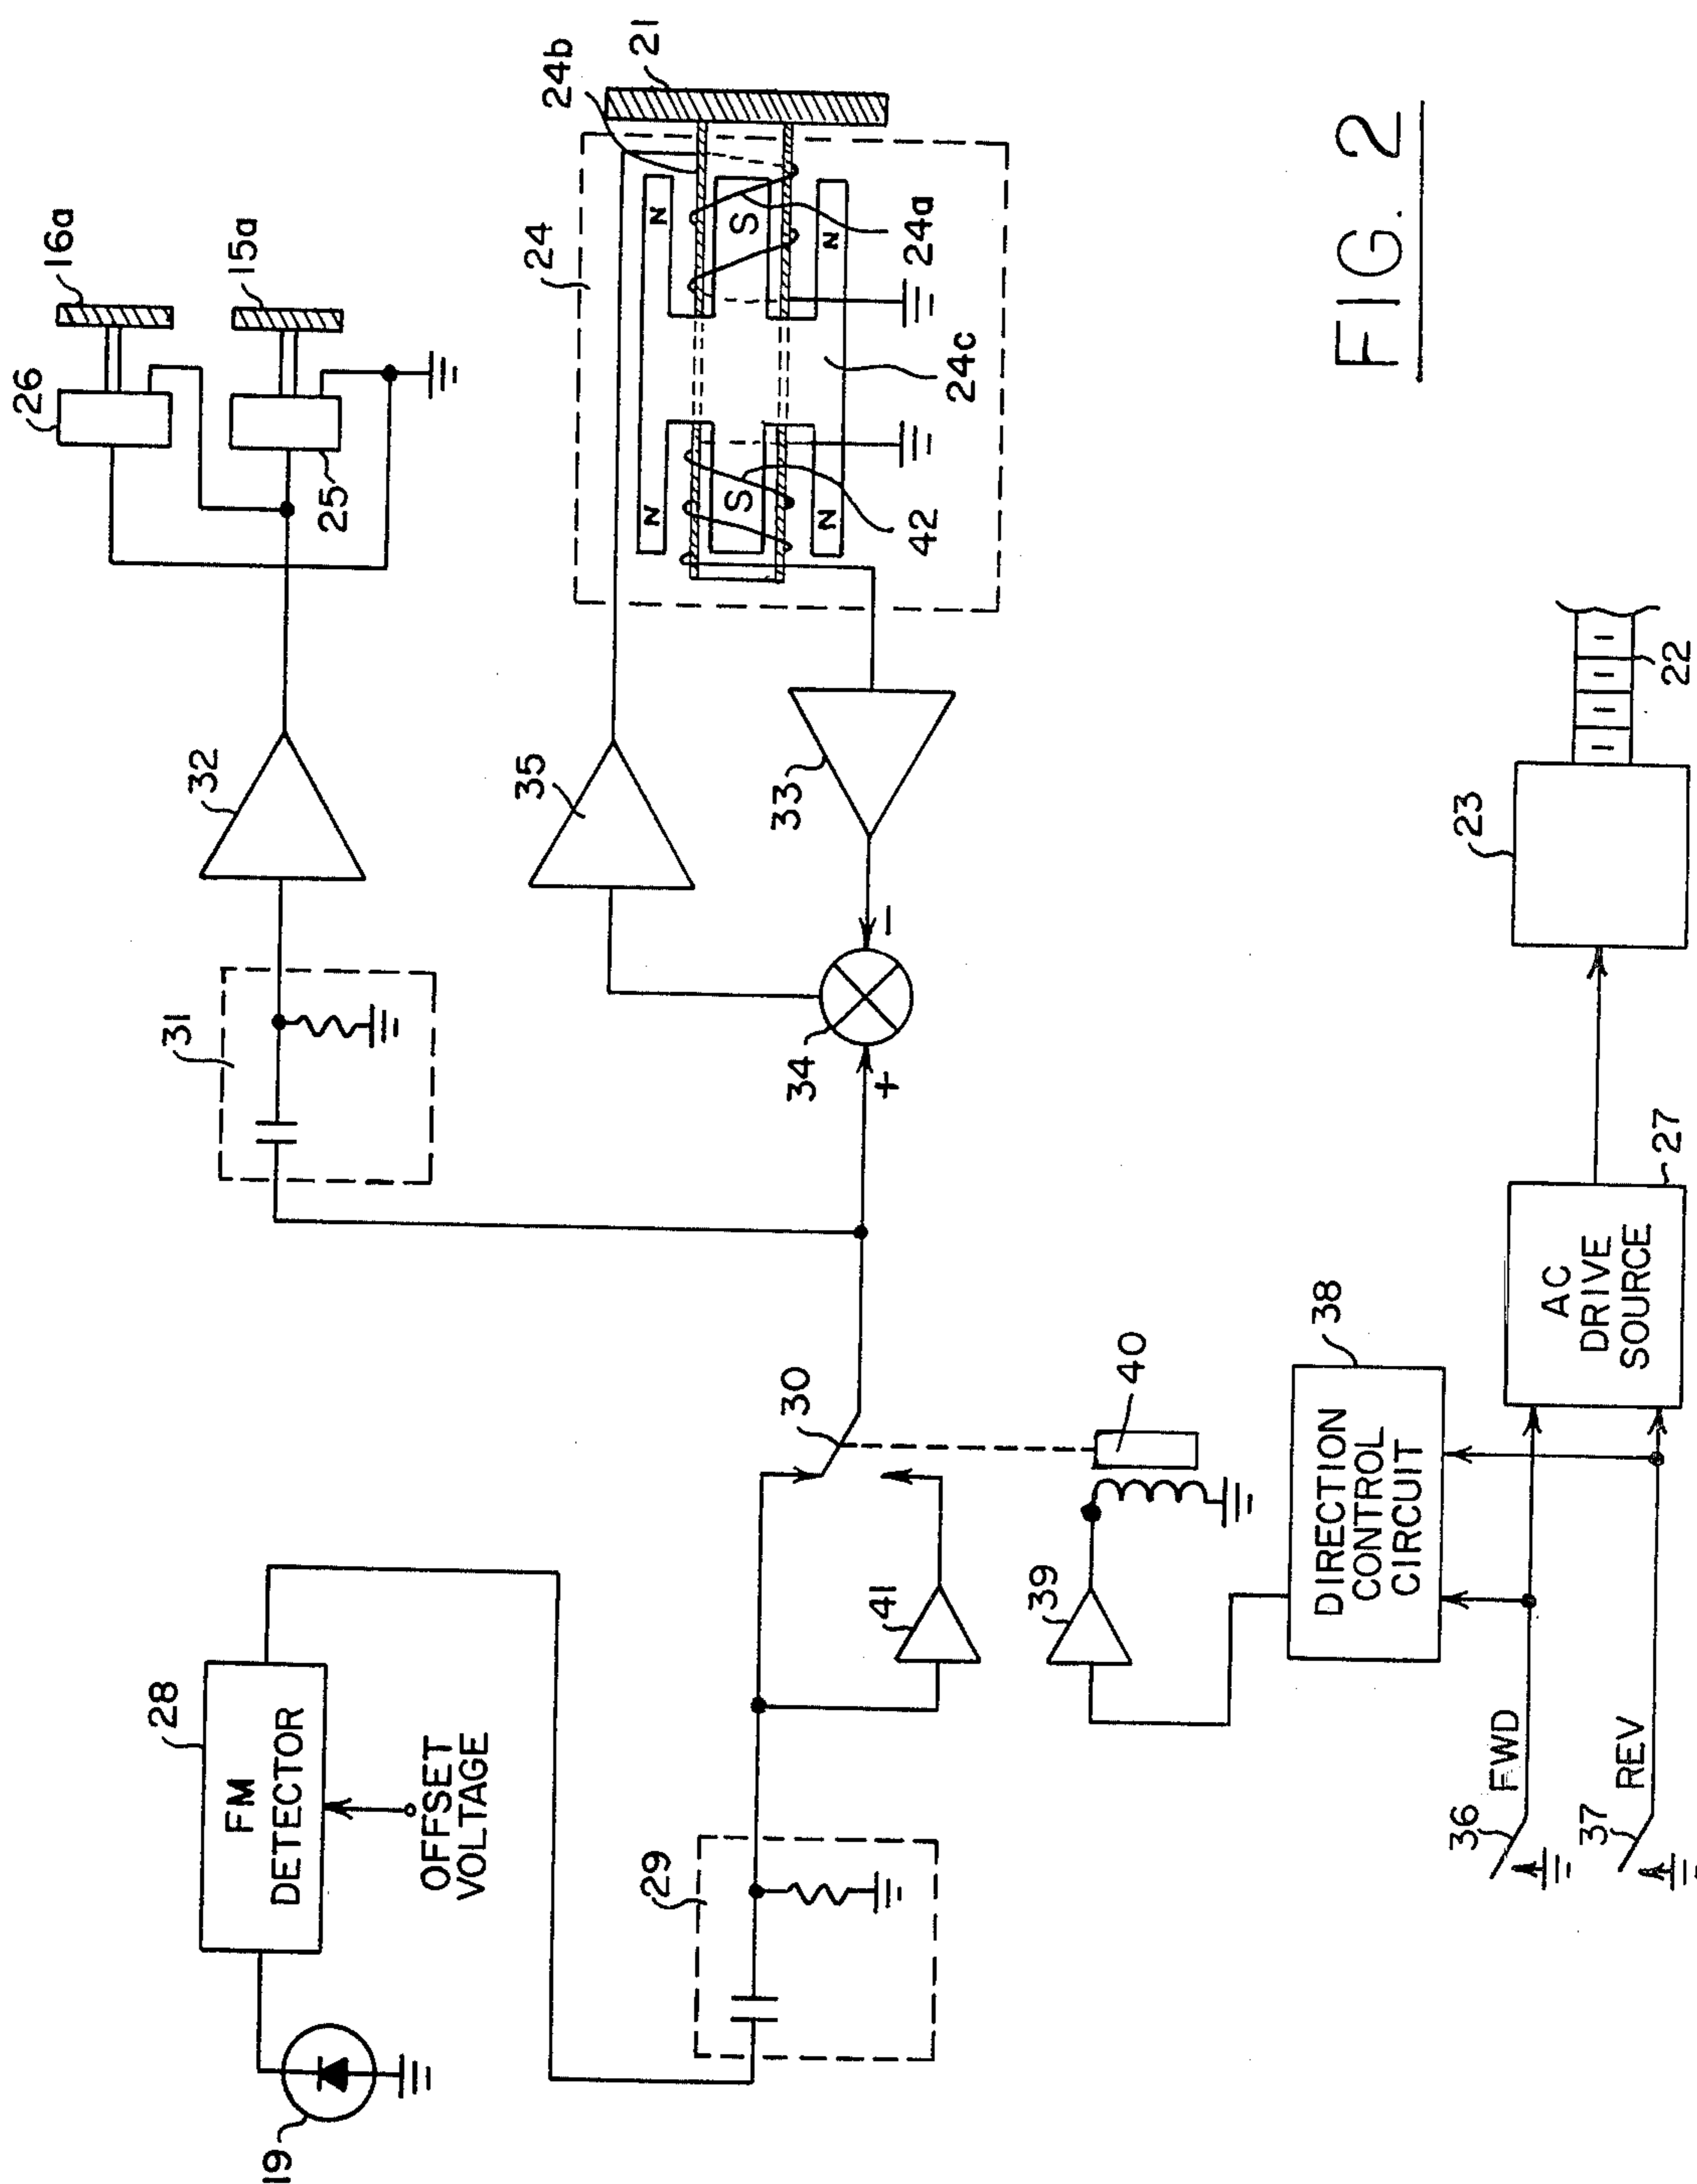 16a
26
15a
25
32
31
24b
21
24
N
N
S
24a
24c
N
N
S
42
35
33
−
34
+
30
40
41
39
28
FM
DETECTOR
OFFSET
VOLTAGE
29
19
38
DIRECTION
CONTROL
CIRCUIT
AC
DRIVE
SOURCE
27
23
22
36
FWD
37
REV
FIG. 2